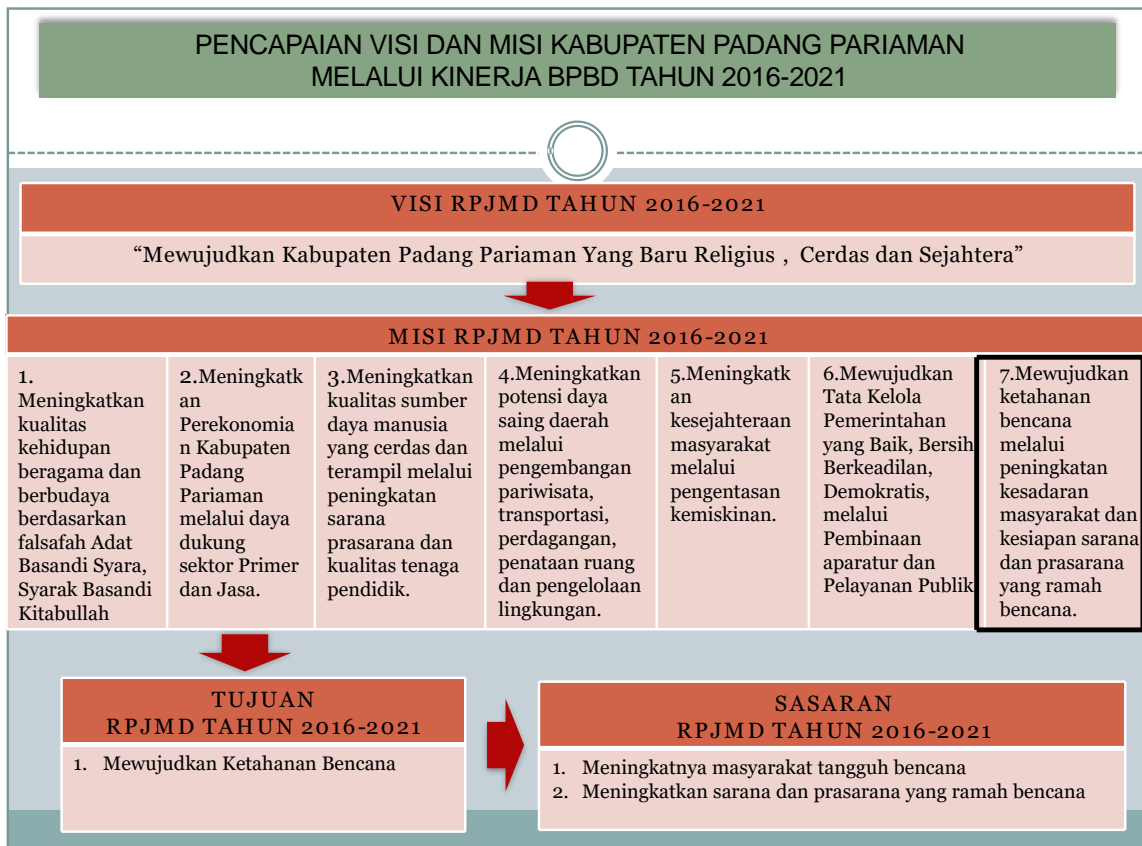 PENCAPAIAN VISI DAN MISI KABUPATEN PADANG PARIAMAN
MELALUI KINERJA BPBD TAHUN 2016-2021
VISI RPJMD TAHUN 2016-2021
“Mewujudkan Kabupaten Padang Pariaman Yang Baru Religius , Cerdas dan Sejahtera”
MISI RPJMD TAHUN 2016-2021
1.
Meningkatkan
kualitas
kehidupan
beragama dan
berbudaya
berdasarkan
falsafah Adat
Basandi Syara,
Syarak Basandi
Kitabullah
2.Meningkatk
an
Perekonomia
n Kabupaten
Padang
Pariaman
melalui daya
dukung
sektor Primer
dan Jasa.
3.Meningkatkan
kualitas sumber
daya manusia
yang cerdas dan
terampil melalui
peningkatan
sarana
prasarana dan
kualitas tenaga
pendidik.
4.Meningkatkan
potensi daya
saing daerah
melalui
pengembangan
pariwisata,
transportasi,
perdagangan,
penataan ruang
dan pengelolaan
lingkungan.
5.Meningkatk
an
kesejahteraan
masyarakat
melalui
pengentasan
kemiskinan.
6.Mewujudkan
Tata Kelola
Pemerintahan
yang Baik, Bersih
Berkeadilan,
Demokratis,
melalui
Pembinaan
aparatur dan
Pelayanan Publik
7.Mewujudkan
ketahanan
bencana
melalui
peningkatan
kesadaran
masyarakat dan
kesiapan sarana
dan prasarana
yang ramah
bencana.
TUJUAN
RPJMD TAHUN 2016-2021
1. Mewujudkan Ketahanan Bencana
SASARAN
RPJMD TAHUN 2016-2021
1. Meningkatnya masyarakat tangguh bencana
2. Meningkatkan sarana dan prasarana yang ramah bencana